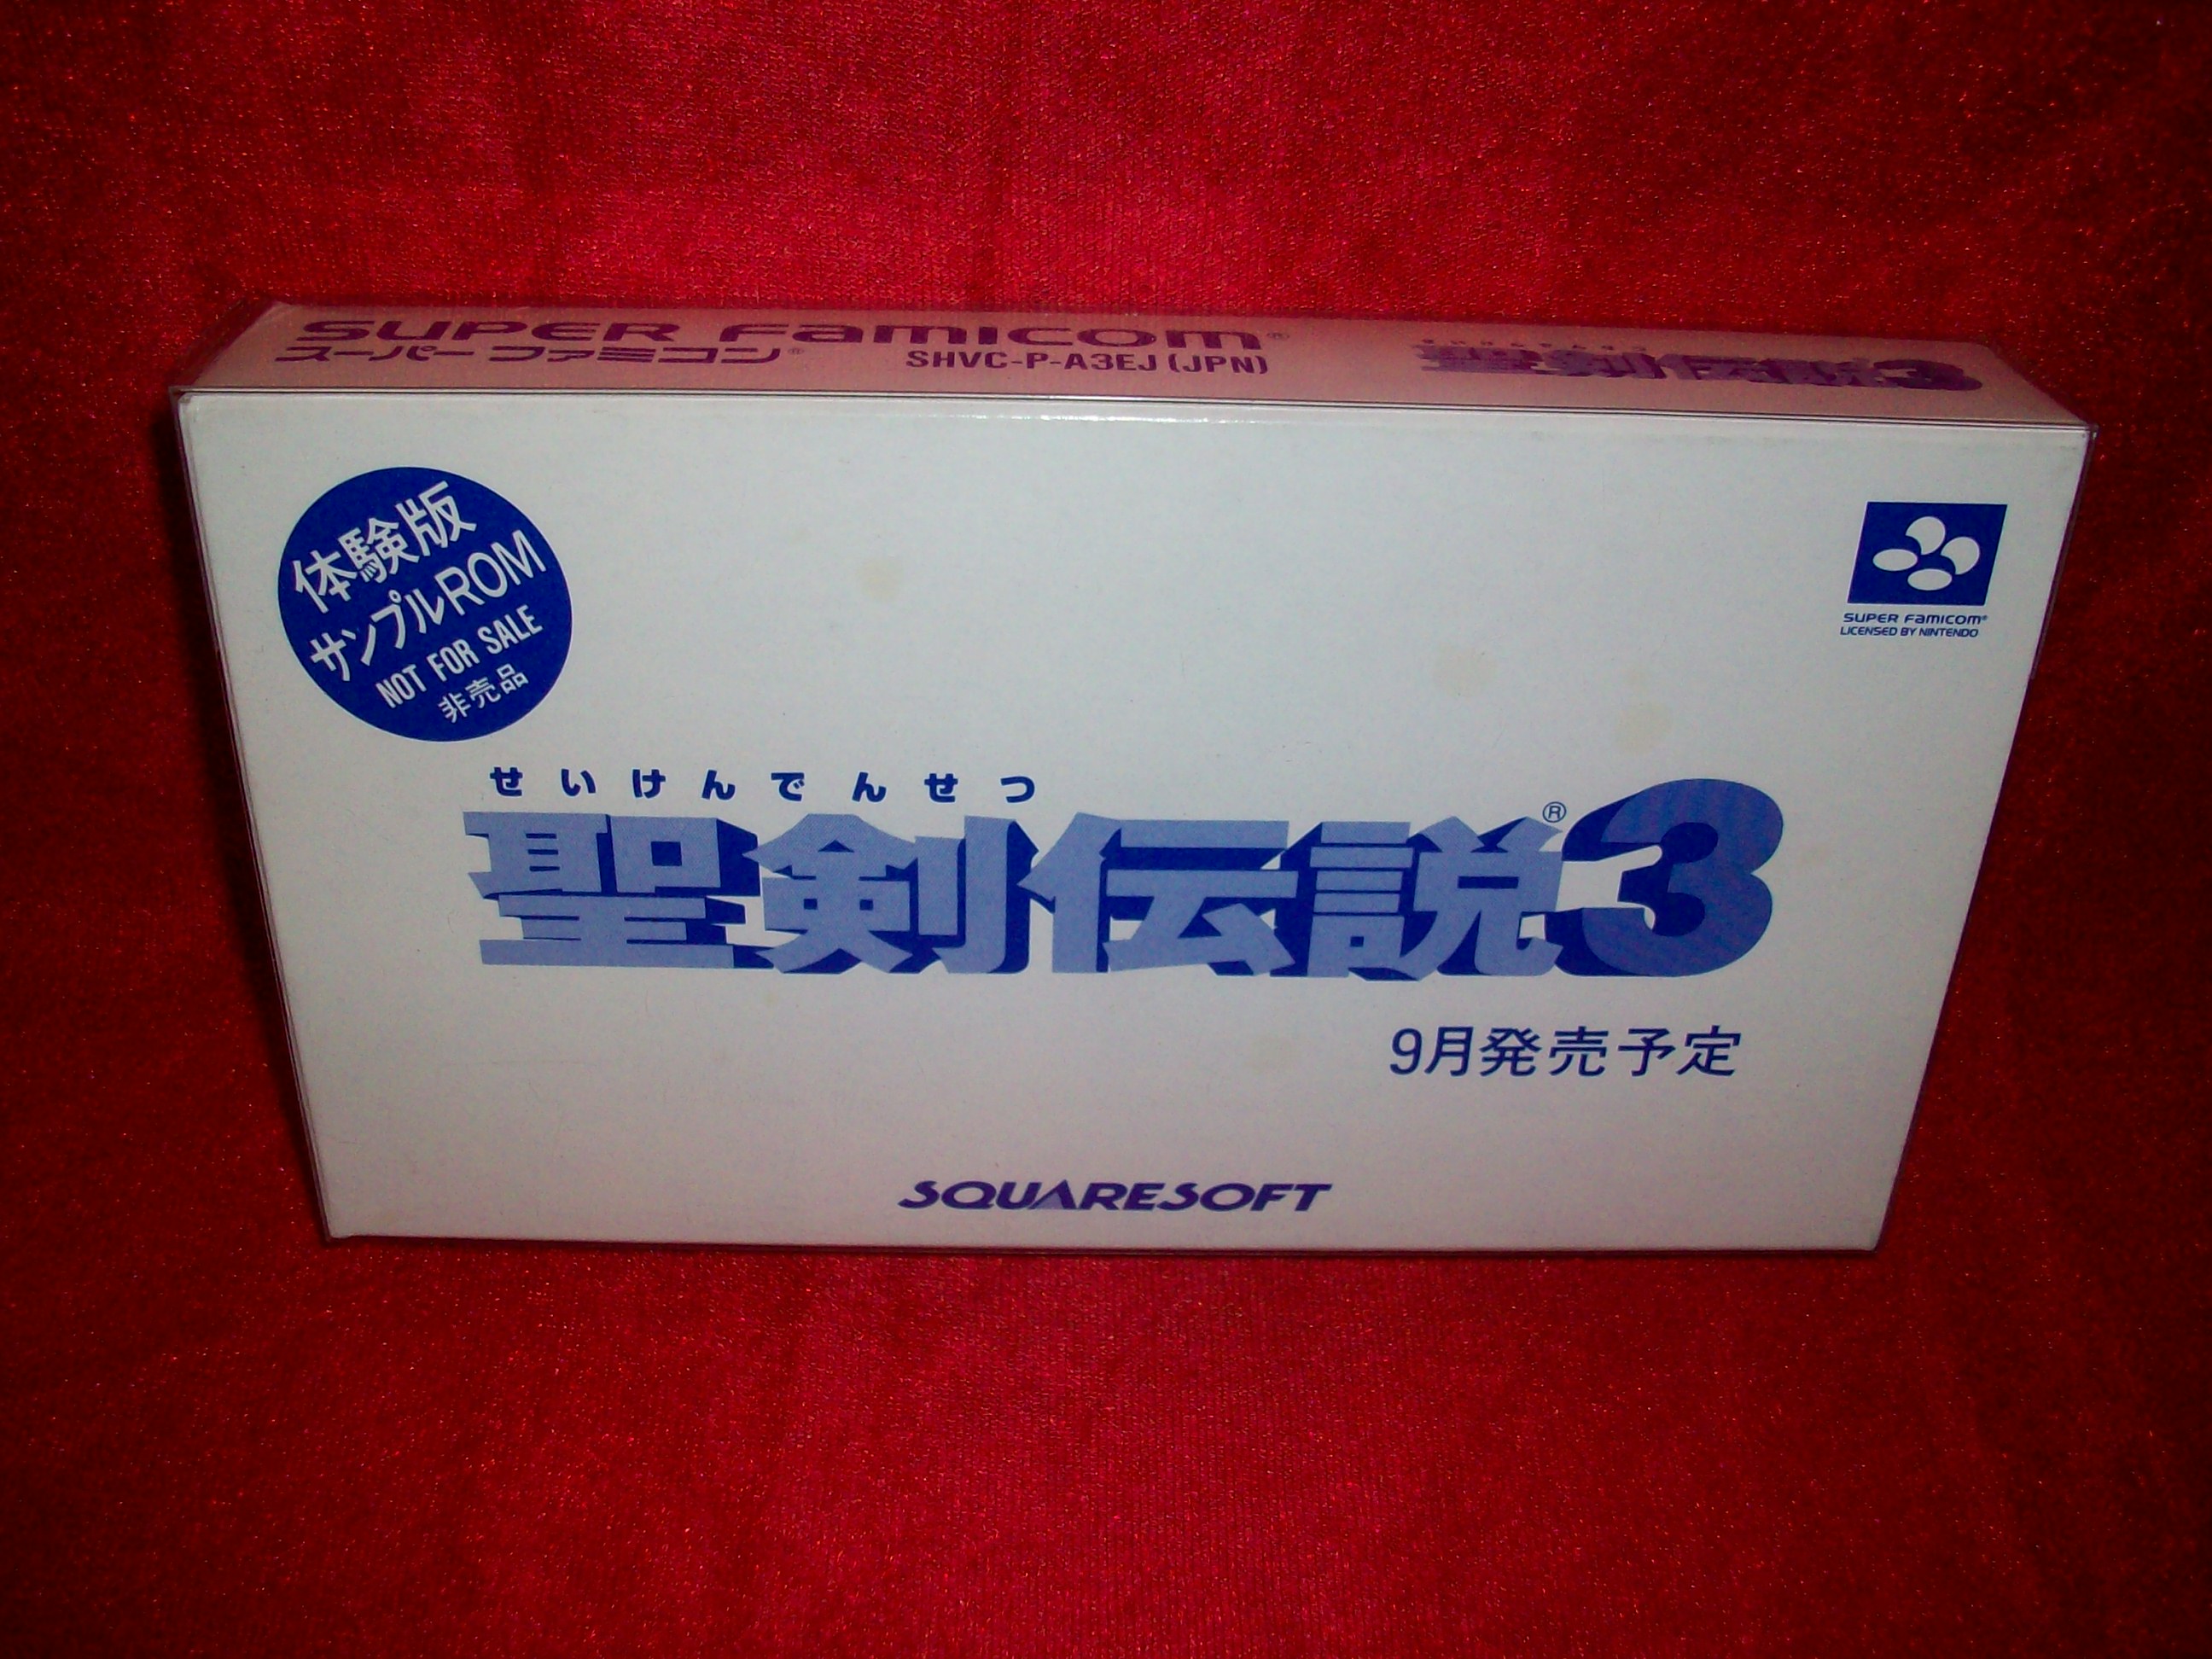 SUPER Famicom®
スーパーファミコン®
SHVC-P-A3EJ (JPN)
聖剣伝説3
体験版
サンプルROM
NOT FOR SALE
非売品
SUPER Famicom®
LICENSED BY NINTENDO
せいけんでんせつ
聖剣伝説®3
9月発売予定
SQUARESOFT